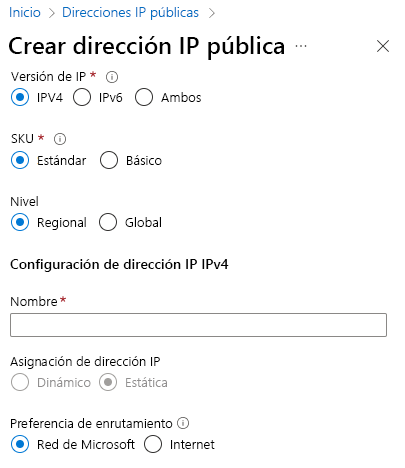 Inicio > Direcciones IP públicas >
Crear dirección IP pública ...
Versión de IP *
IPV4 IPv6 Ambos
SKU *
Estándar Básico
Nivel
Regional Global
Configuración de dirección IP IPv4
Nombre *
Asignación de dirección IP
Dinámico Estática
Preferencia de enrutamiento
Red de Microsoft Internet